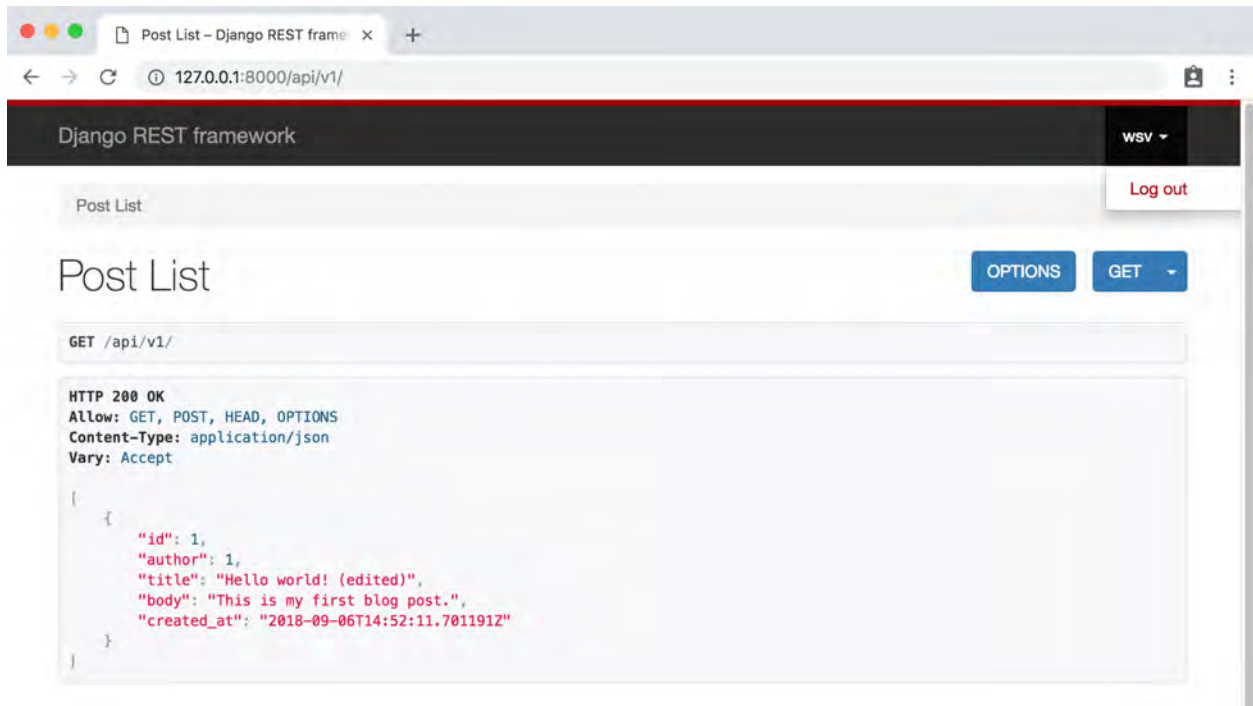 Post List – Django REST frame
127.0.0.1:8000/api/v1/
Django REST framework
wsv
Log out
Post List
Post List
OPTIONS
GET
GET /api/v1/
HTTP 200 OK
Allow: GET, POST, HEAD, OPTIONS
Content-Type: application/json
Vary: Accept
[
{
"id": 1,
"author": 1,
"title": "Hello world! (edited)",
"body": "This is my first blog post.",
"created_at": "2018-09-06T14:52:11.701191Z"
}
]